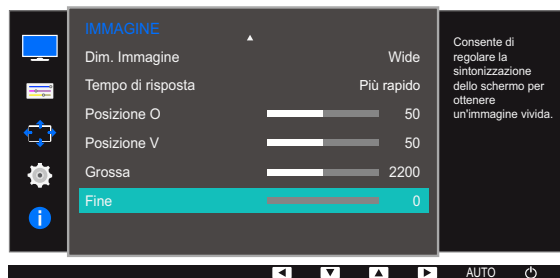 IMMAGINE
Dim. Immagine Wide
Tempo di risposta Più rapido
Posizione O 50
Posizione V 50
Grossa 2200
Fine 0
Consente di
regolare la
sintonizzazione
dello schermo per
ottenere
un'immagine vivida.
AUTO